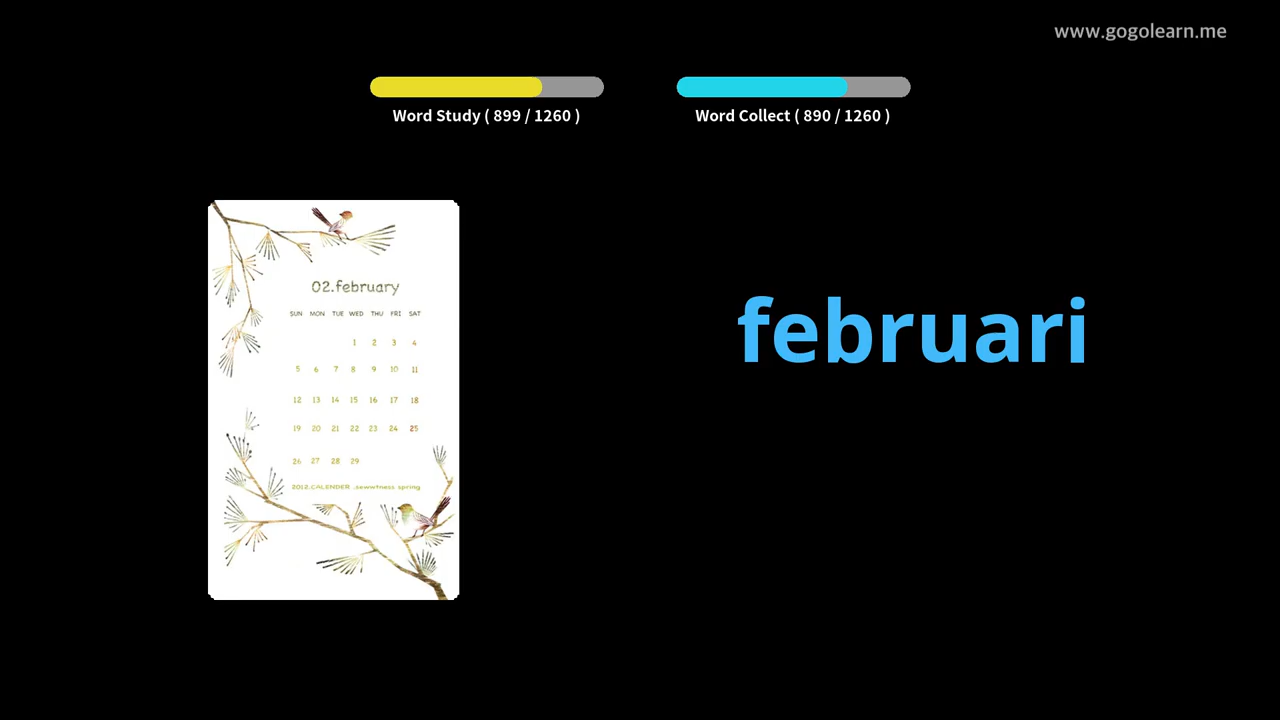 www.gogolearn.me
Word Study ( 899 / 1260 )
Word Collect ( 890 / 1260 )
02.february
SUN MON TUE WED THU FRI SAT
1 2 3 4
5 6 7 8 9 10 11
12 13 14 15 16 17 18
19 20 21 22 23 24 25
26 27 28 29
2012.CALENDER .sewwtness spring
februari